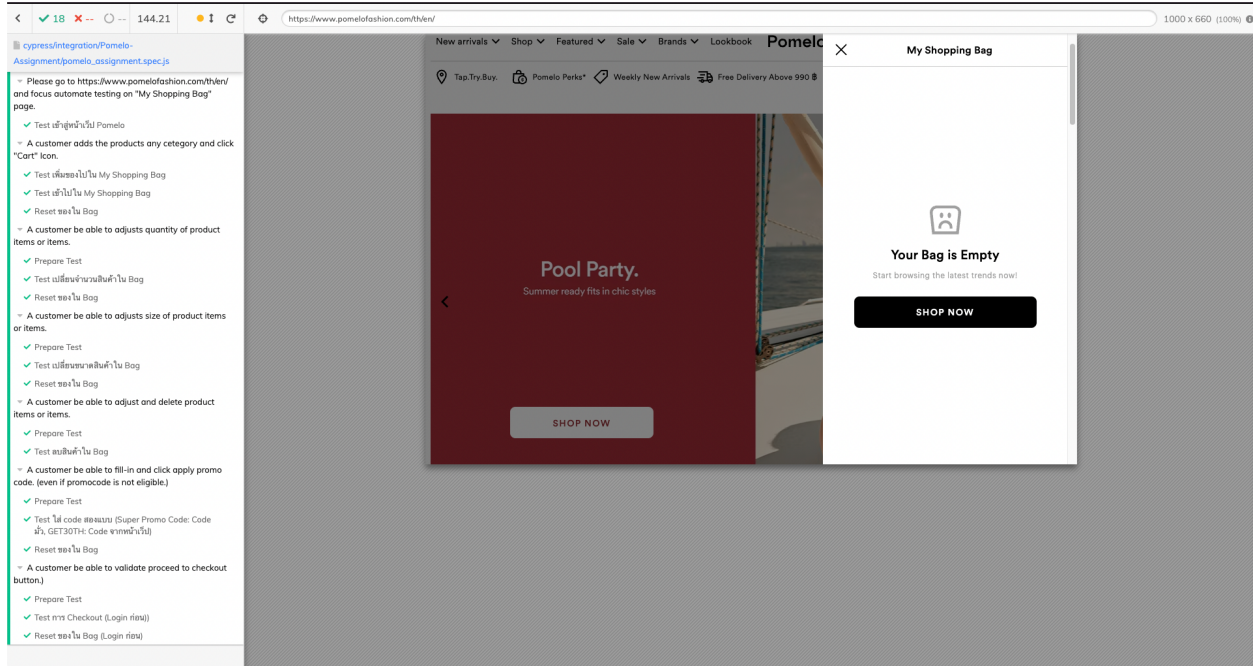 18 -- -- 144.21
https://www.pomelofashion.com/th/en/
1000 x 660 (100%)
cypress/integration/Pomelo-
Assignment/pomelo_assignment.spec.js
Please go to https://www.pomelofashion.com/th/en/
and focus automate testing on "My Shopping Bag"
page.
Test เข้าสู่หน้าเว็ป Pomelo
A customer adds the products any cetegory and click
"Cart" Icon.
Test เพิ่มของไปใน My Shopping Bag
Test เข้าไปใน My Shopping Bag
Reset ของใน Bag
A customer be able to adjusts quantity of product
items or items.
Prepare Test
Test เปลี่ยนจำนวนสินค้าใน Bag
Reset ของใน Bag
A customer be able to adjusts size of product items
or items.
Prepare Test
Test เปลี่ยนขนาดสินค้าใน Bag
Reset ของใน Bag
A customer be able to adjust and delete product
items or items.
Prepare Test
Test ลบสินค้าใน Bag
A customer be able to fill-in and click apply promo
code. (even if promocode is not eligible.)
Prepare Test
Test ใส่ code สองแบบ (Super Promo Code: Code
มั่ว, GET30TH: Code จากหน้าเว็ป)
Reset ของใน Bag
A customer be able to validate proceed to checkout
button.)
Prepare Test
Test การ Checkout (Login ก่อน))
Reset ของใน Bag (Login ก่อน)
New arrivals Shop Featured Sale Brands Lookbook Pomelo
Tap.Try.Buy. Pomelo Perks* Weekly New Arrivals Free Delivery Above 990 ฿
Pool Party.
Summer ready fits in chic styles
SHOP NOW
My Shopping Bag
Your Bag is Empty
Start browsing the latest trends now!
SHOP NOW